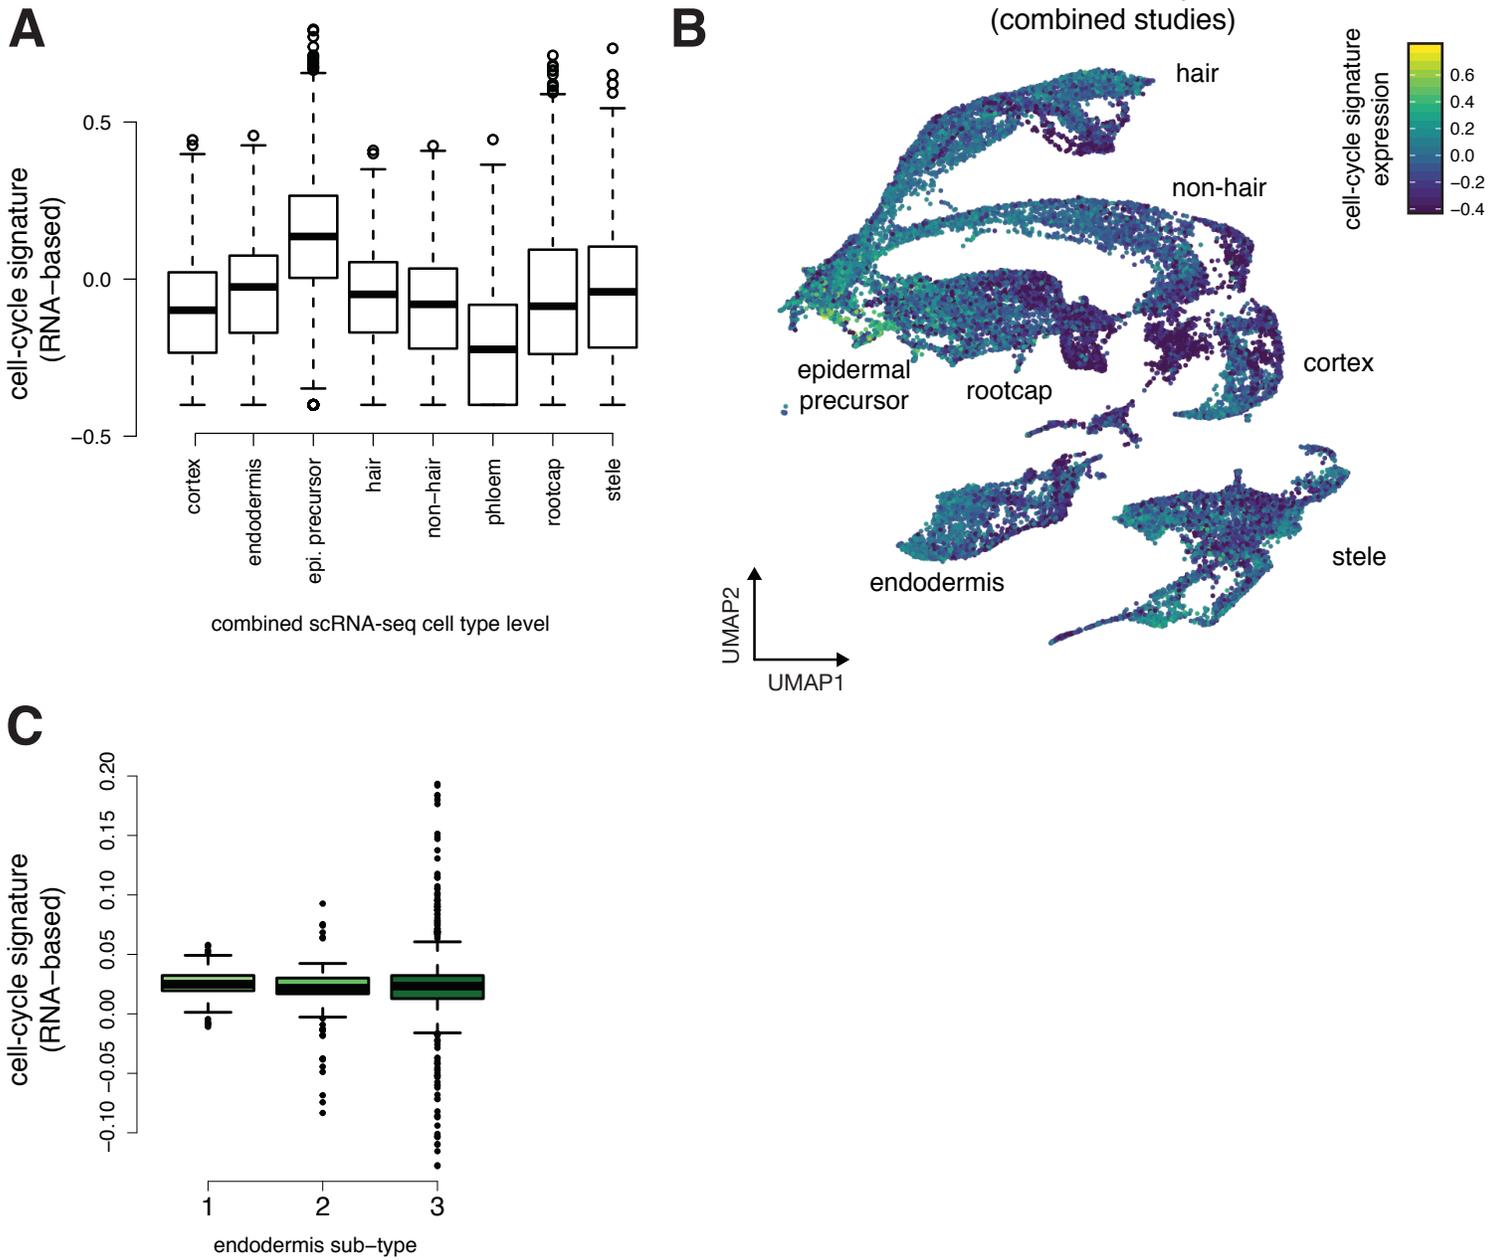 A
cell−cycle signature
(RNA−based)
0.5
0.0
−0.5
cortex
endodermis
epi. precursor
hair
non−hair
phloem
rootcap
stele
combined scRNA-seq cell type level
B
(combined studies)
cell−cycle signature
expression
0.6
0.4
0.2
0.0
−0.2
−0.4
hair
non-hair
epidermal
precursor
rootcap
cortex
endodermis
stele
UMAP2
UMAP1
C
cell−cycle signature
(RNA−based)
0.20
0.15
0.10
0.05
0.00
−0.05
−0.10
1
2
3
endodermis sub−type